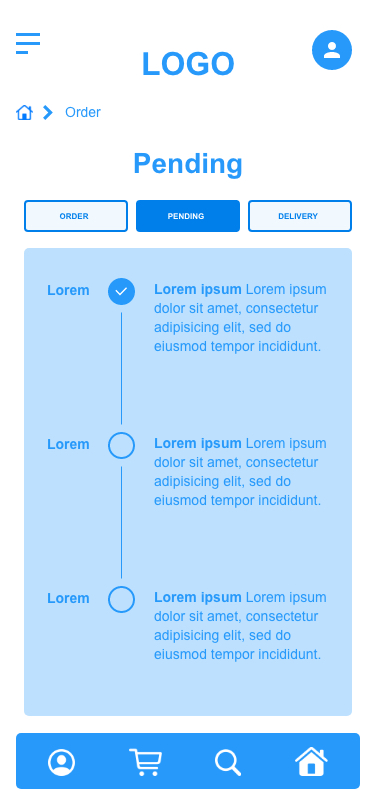 LOGO
Order
Pending
ORDER
PENDING
DELIVERY
Lorem
Lorem ipsum Lorem ipsum
dolor sit amet, consectetur
adipisicing elit, sed do
eiusmod tempor incididunt.
Lorem
Lorem ipsum Lorem ipsum
dolor sit amet, consectetur
adipisicing elit, sed do
eiusmod tempor incididunt.
Lorem
Lorem ipsum Lorem ipsum
dolor sit amet, consectetur
adipisicing elit, sed do
eiusmod tempor incididunt.